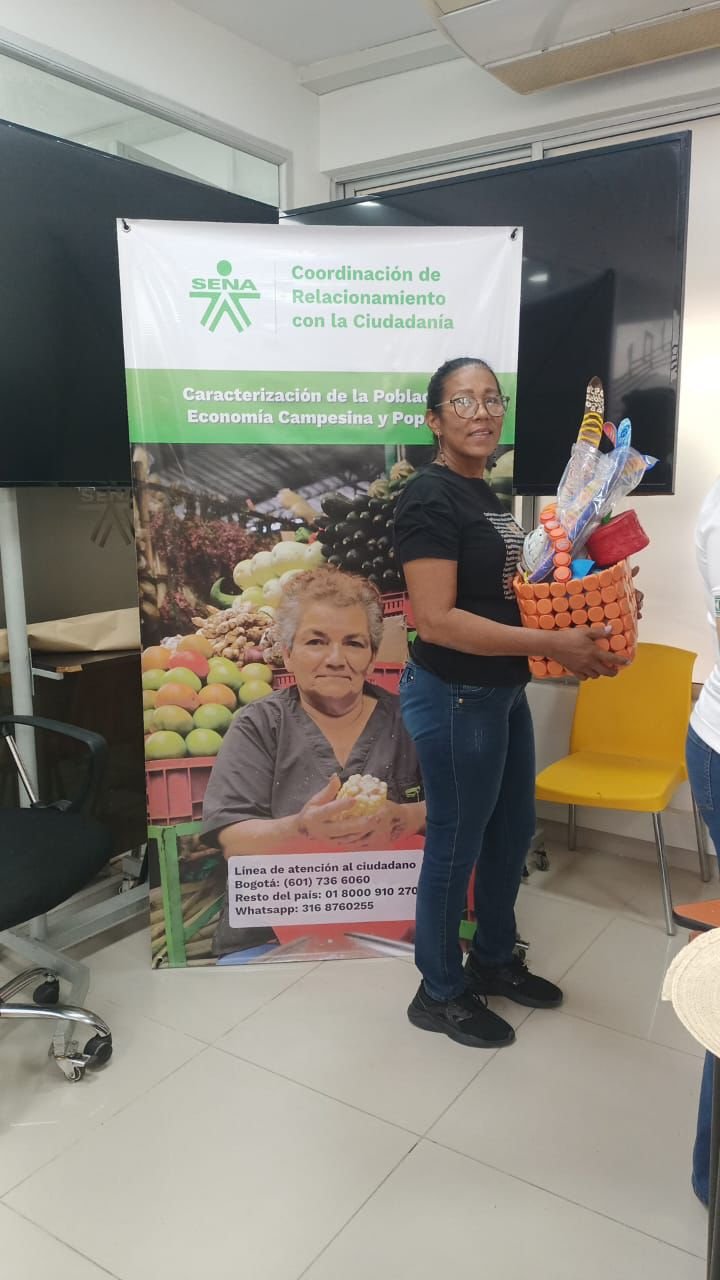 SENA
Coordinación de
Relacionamiento
con la Ciudadanía
Caracterización de la Poblac
Economía Campesina y Pop
Línea de atención al ciudadano
Bogotá: (601) 736 6060
Resto del país: 01 8000 910 270
Whatsapp: 316 8760255